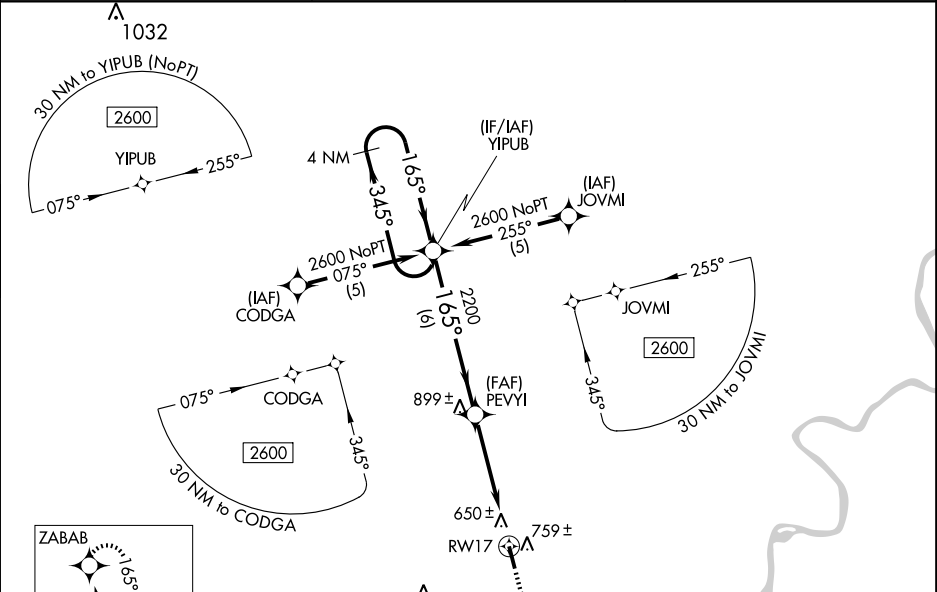 1032
30 NM to YIPUB (NoPT)
2600
YIPUB
075°
255°
(IF/IAF)
YIPUB
4 NM
165°
345°
(IAF)
JOVMI
2600 NoPT
255°
(5)
2600 NoPT
075°
(5)
(IAF)
CODGA
2200
165°
(6)
255°
JOVMI
2600
345°
30 NM to JOVMI
075°
CODGA
2600
345°
30 NM to CODGA
(FAF)
PEVYI
899±
650±
759±
RW17
ZABAB
165°